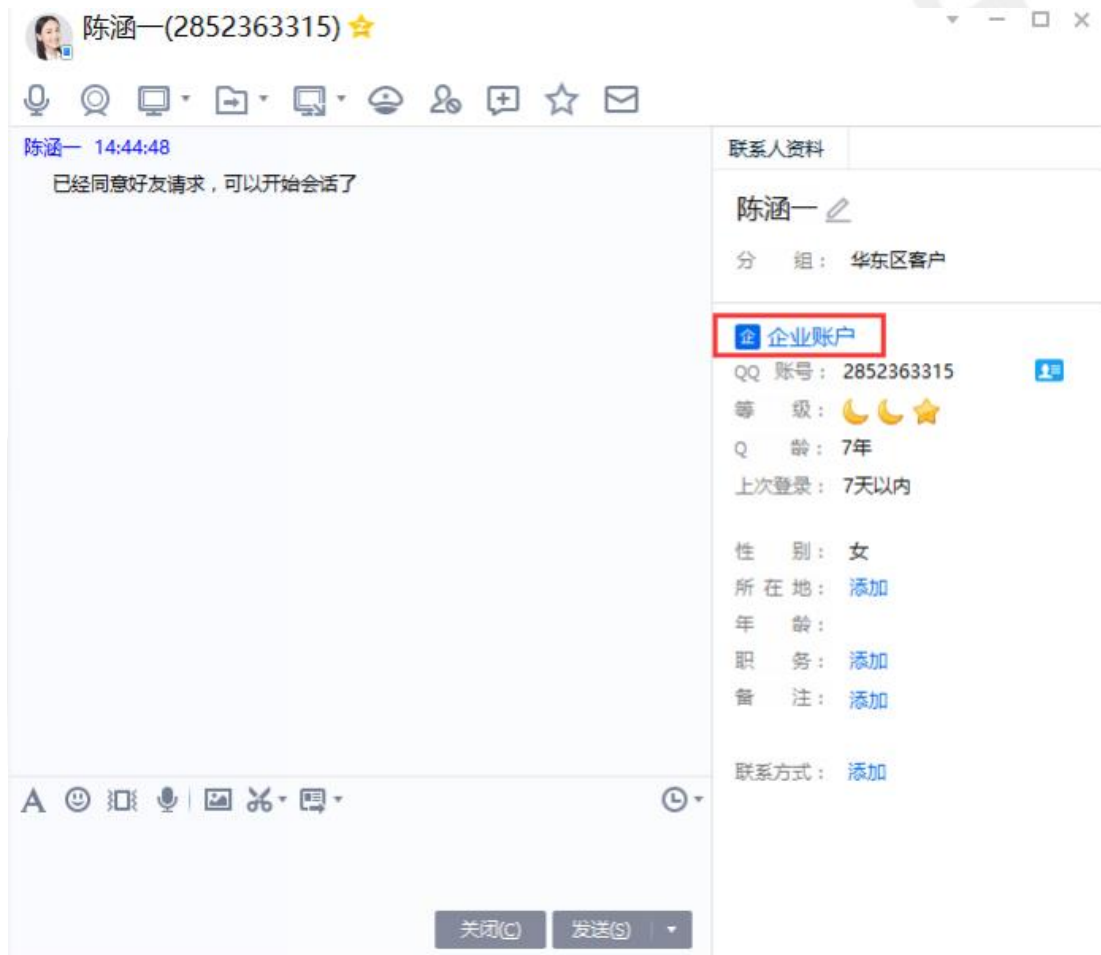 陈涵一(2852363315)
陈涵一 14:44:48
已经同意好友请求，可以开始会话了
联系人资料
陈涵一
分 组： 华东区客户
企 企业账户
QQ 账号： 2852363315
等 级：
Q 龄： 7年
上次登录： 7天以内
性 别： 女
所 在 地： 添加
年 龄：
职 务： 添加
备 注： 添加
联系方式： 添加
A
关闭(C) 发送(S)